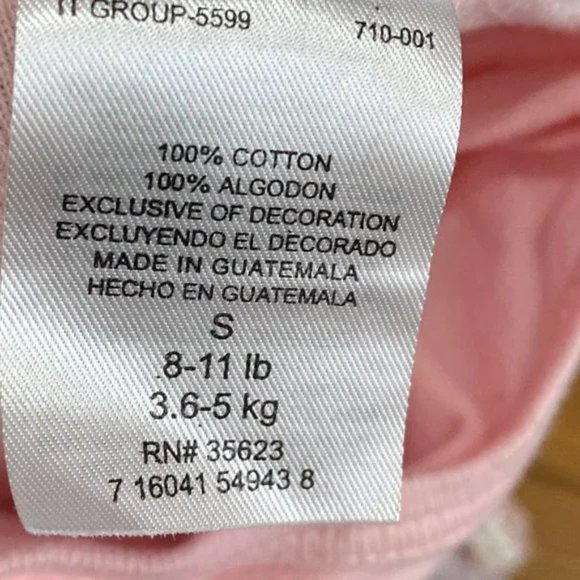 GROUP-5599
710-001
100% COTTON
100% ALGODON
EXCLUSIVE OF DECORATION
EXCLUYENDO EL DECORADO
MADE IN GUATEMALA
HECHO EN GUATEMALA
S
8-11 lb
3.6-5 kg
RN# 35623
7 16041 54943 8